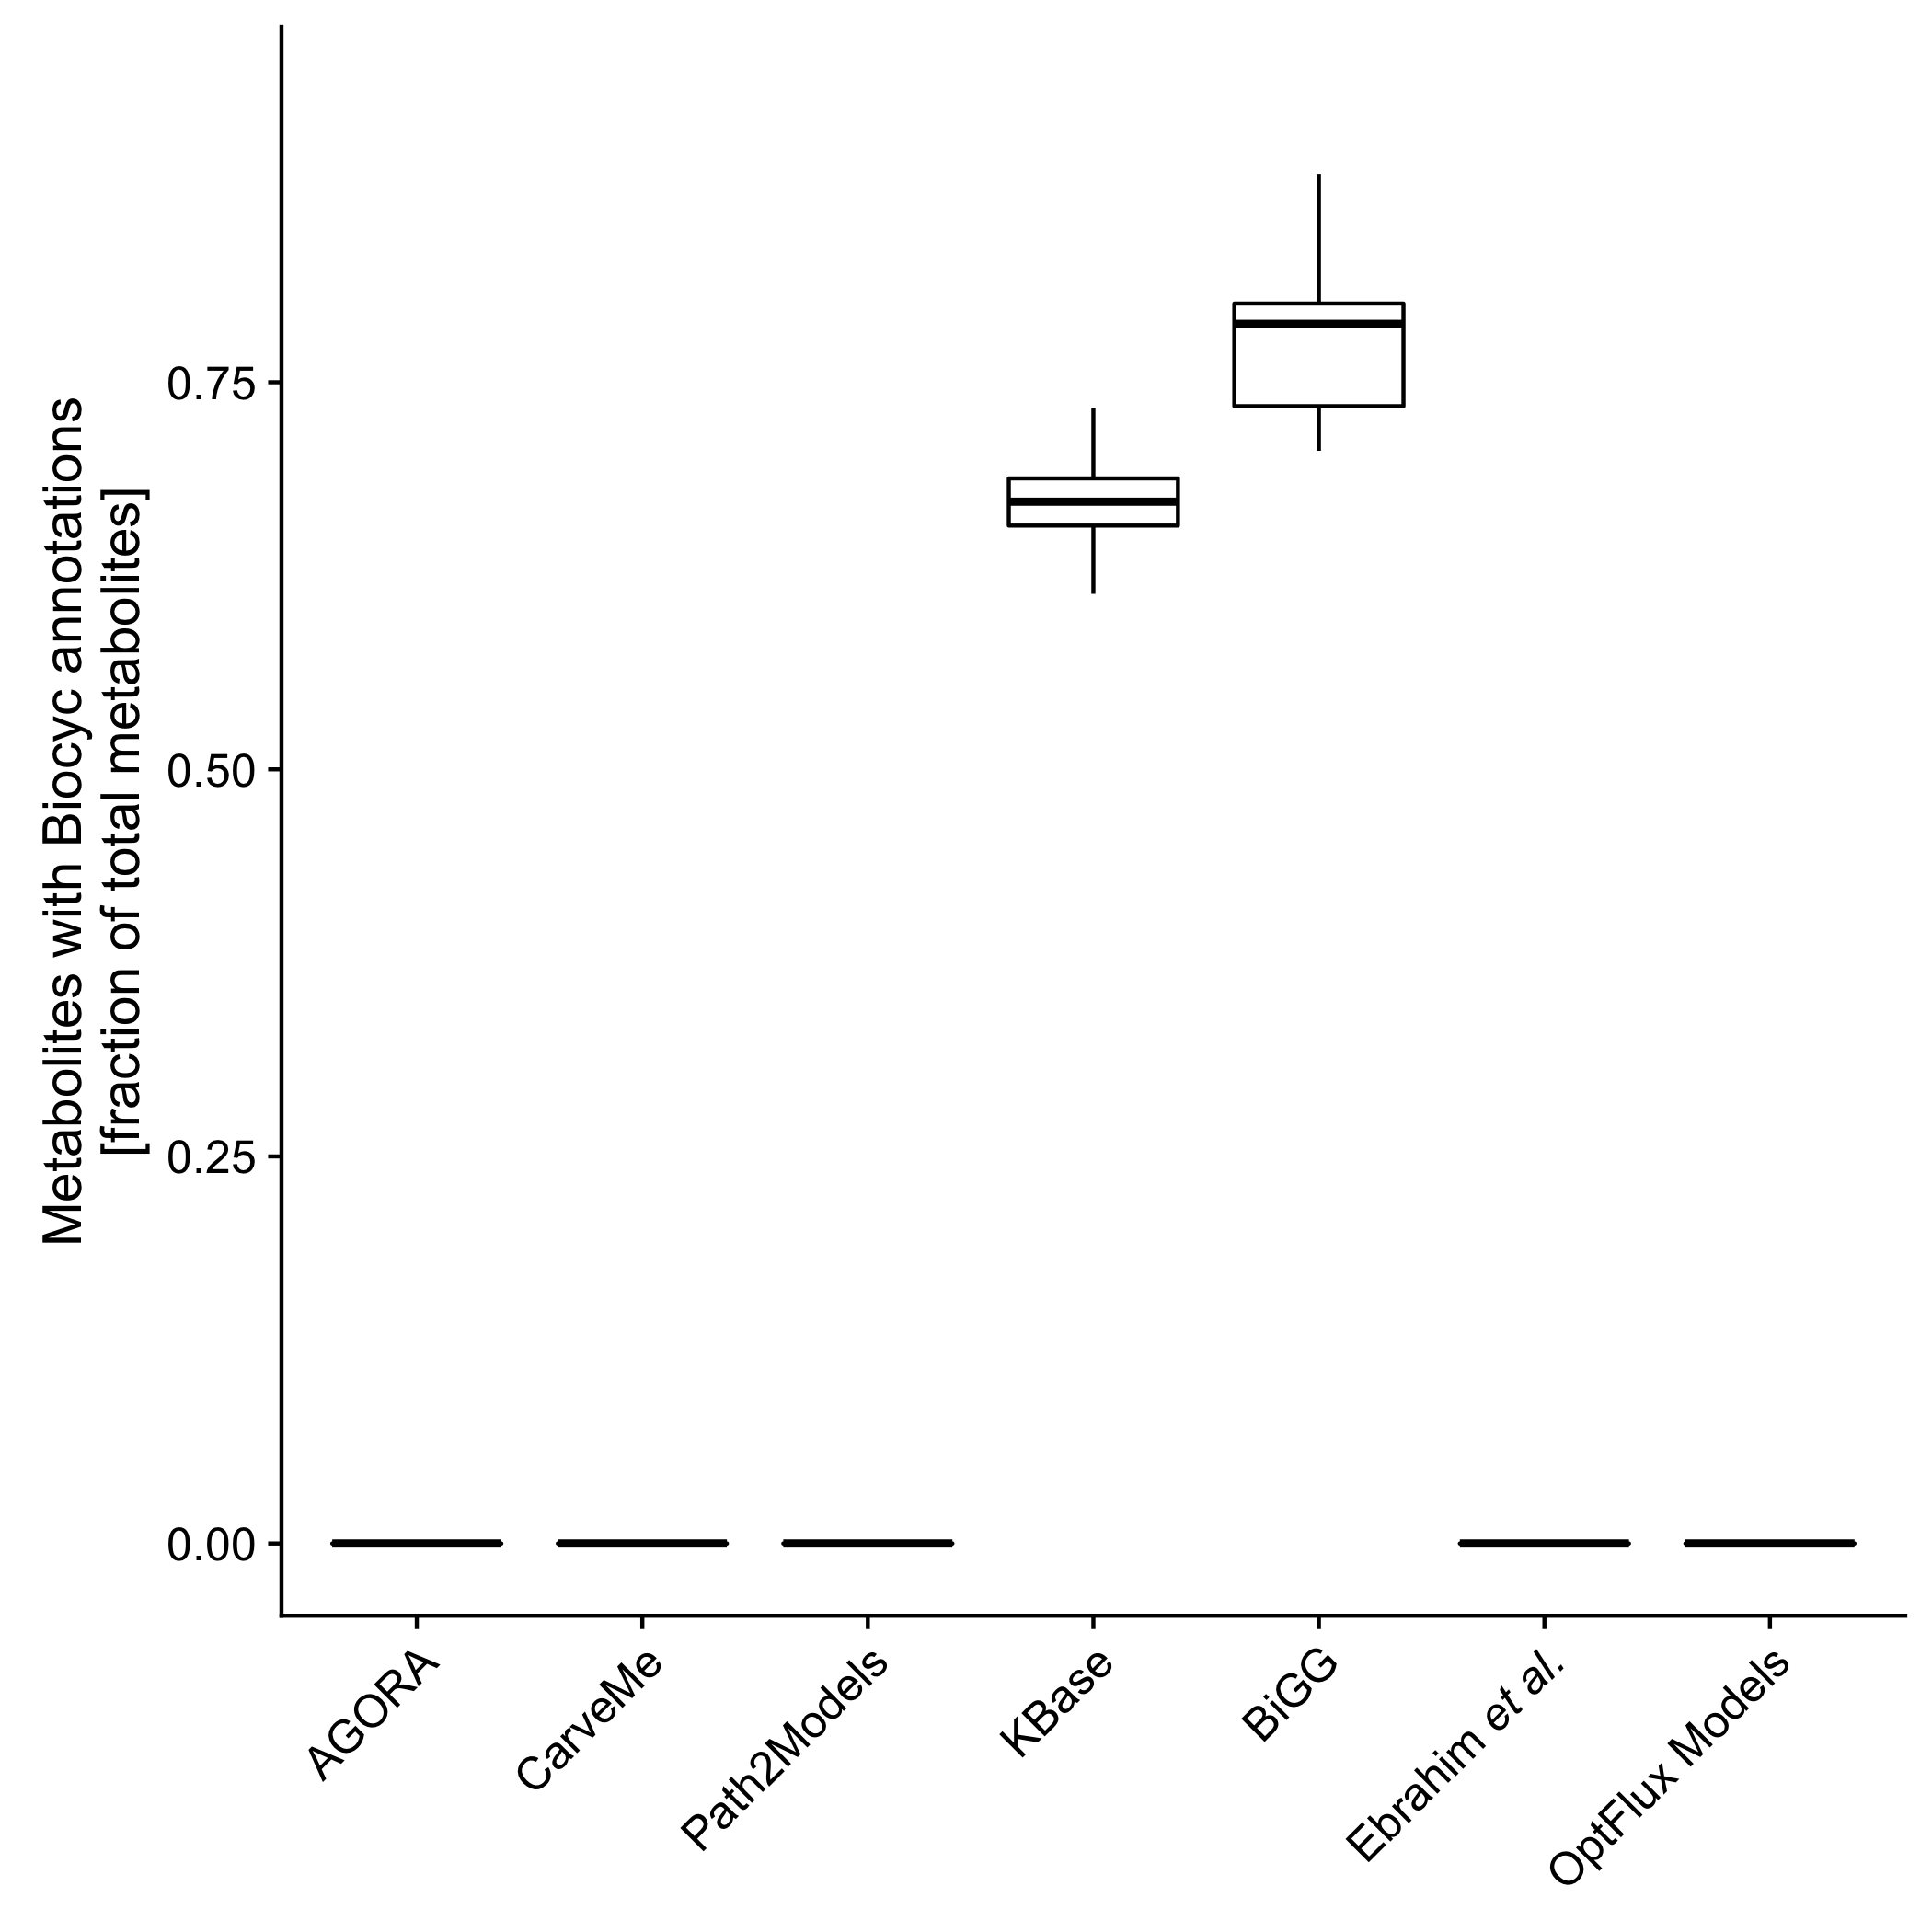 Metabolites with Biocyc annotations
[fraction of total metabolites]
0.75
0.50
0.25
0.00
AGORA
CarveMe
Path2Models
KBase
BiGG
Ebrahim et al.
OptFlux Models